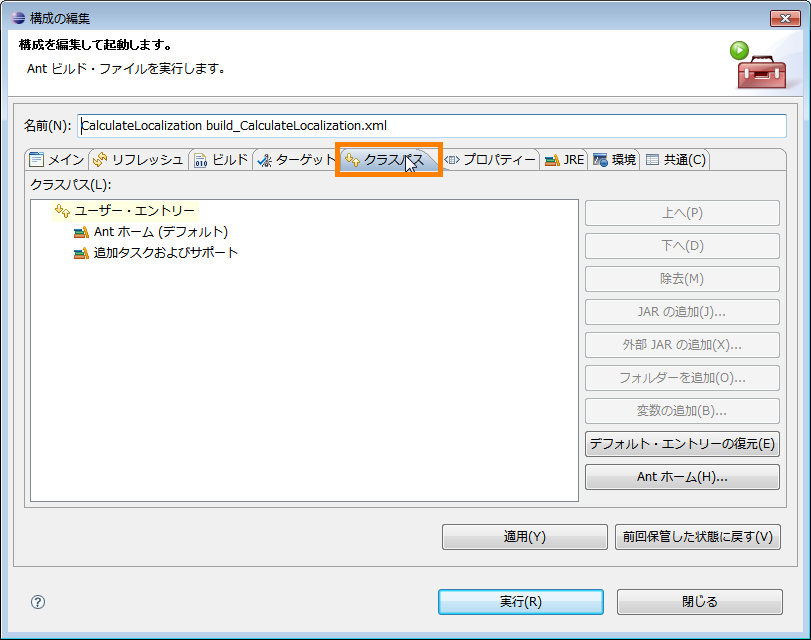 構成の編集
構成を編集して起動します。
Ant ビルド・ファイルを実行します。
名前(N): CalculateLocalization build_CalculateLocalization.xml
メイン リフレッシュ ビルド ターゲット クラスパス プロパティー JRE 環境 共通(C)
クラスパス(L):
ユーザー・エントリー
Ant ホーム (デフォルト)
追加タスクおよびサポート
上へ(P)
下へ(D)
除去(M)
JAR の追加(J)...
外部 JAR の追加(X)...
フォルダーを追加(O)...
変数の追加(B)...
デフォルト・エントリーの復元(E)
Ant ホーム(H)...
適用(Y) 前回保管した状態に戻す(V)
実行(R) 閉じる